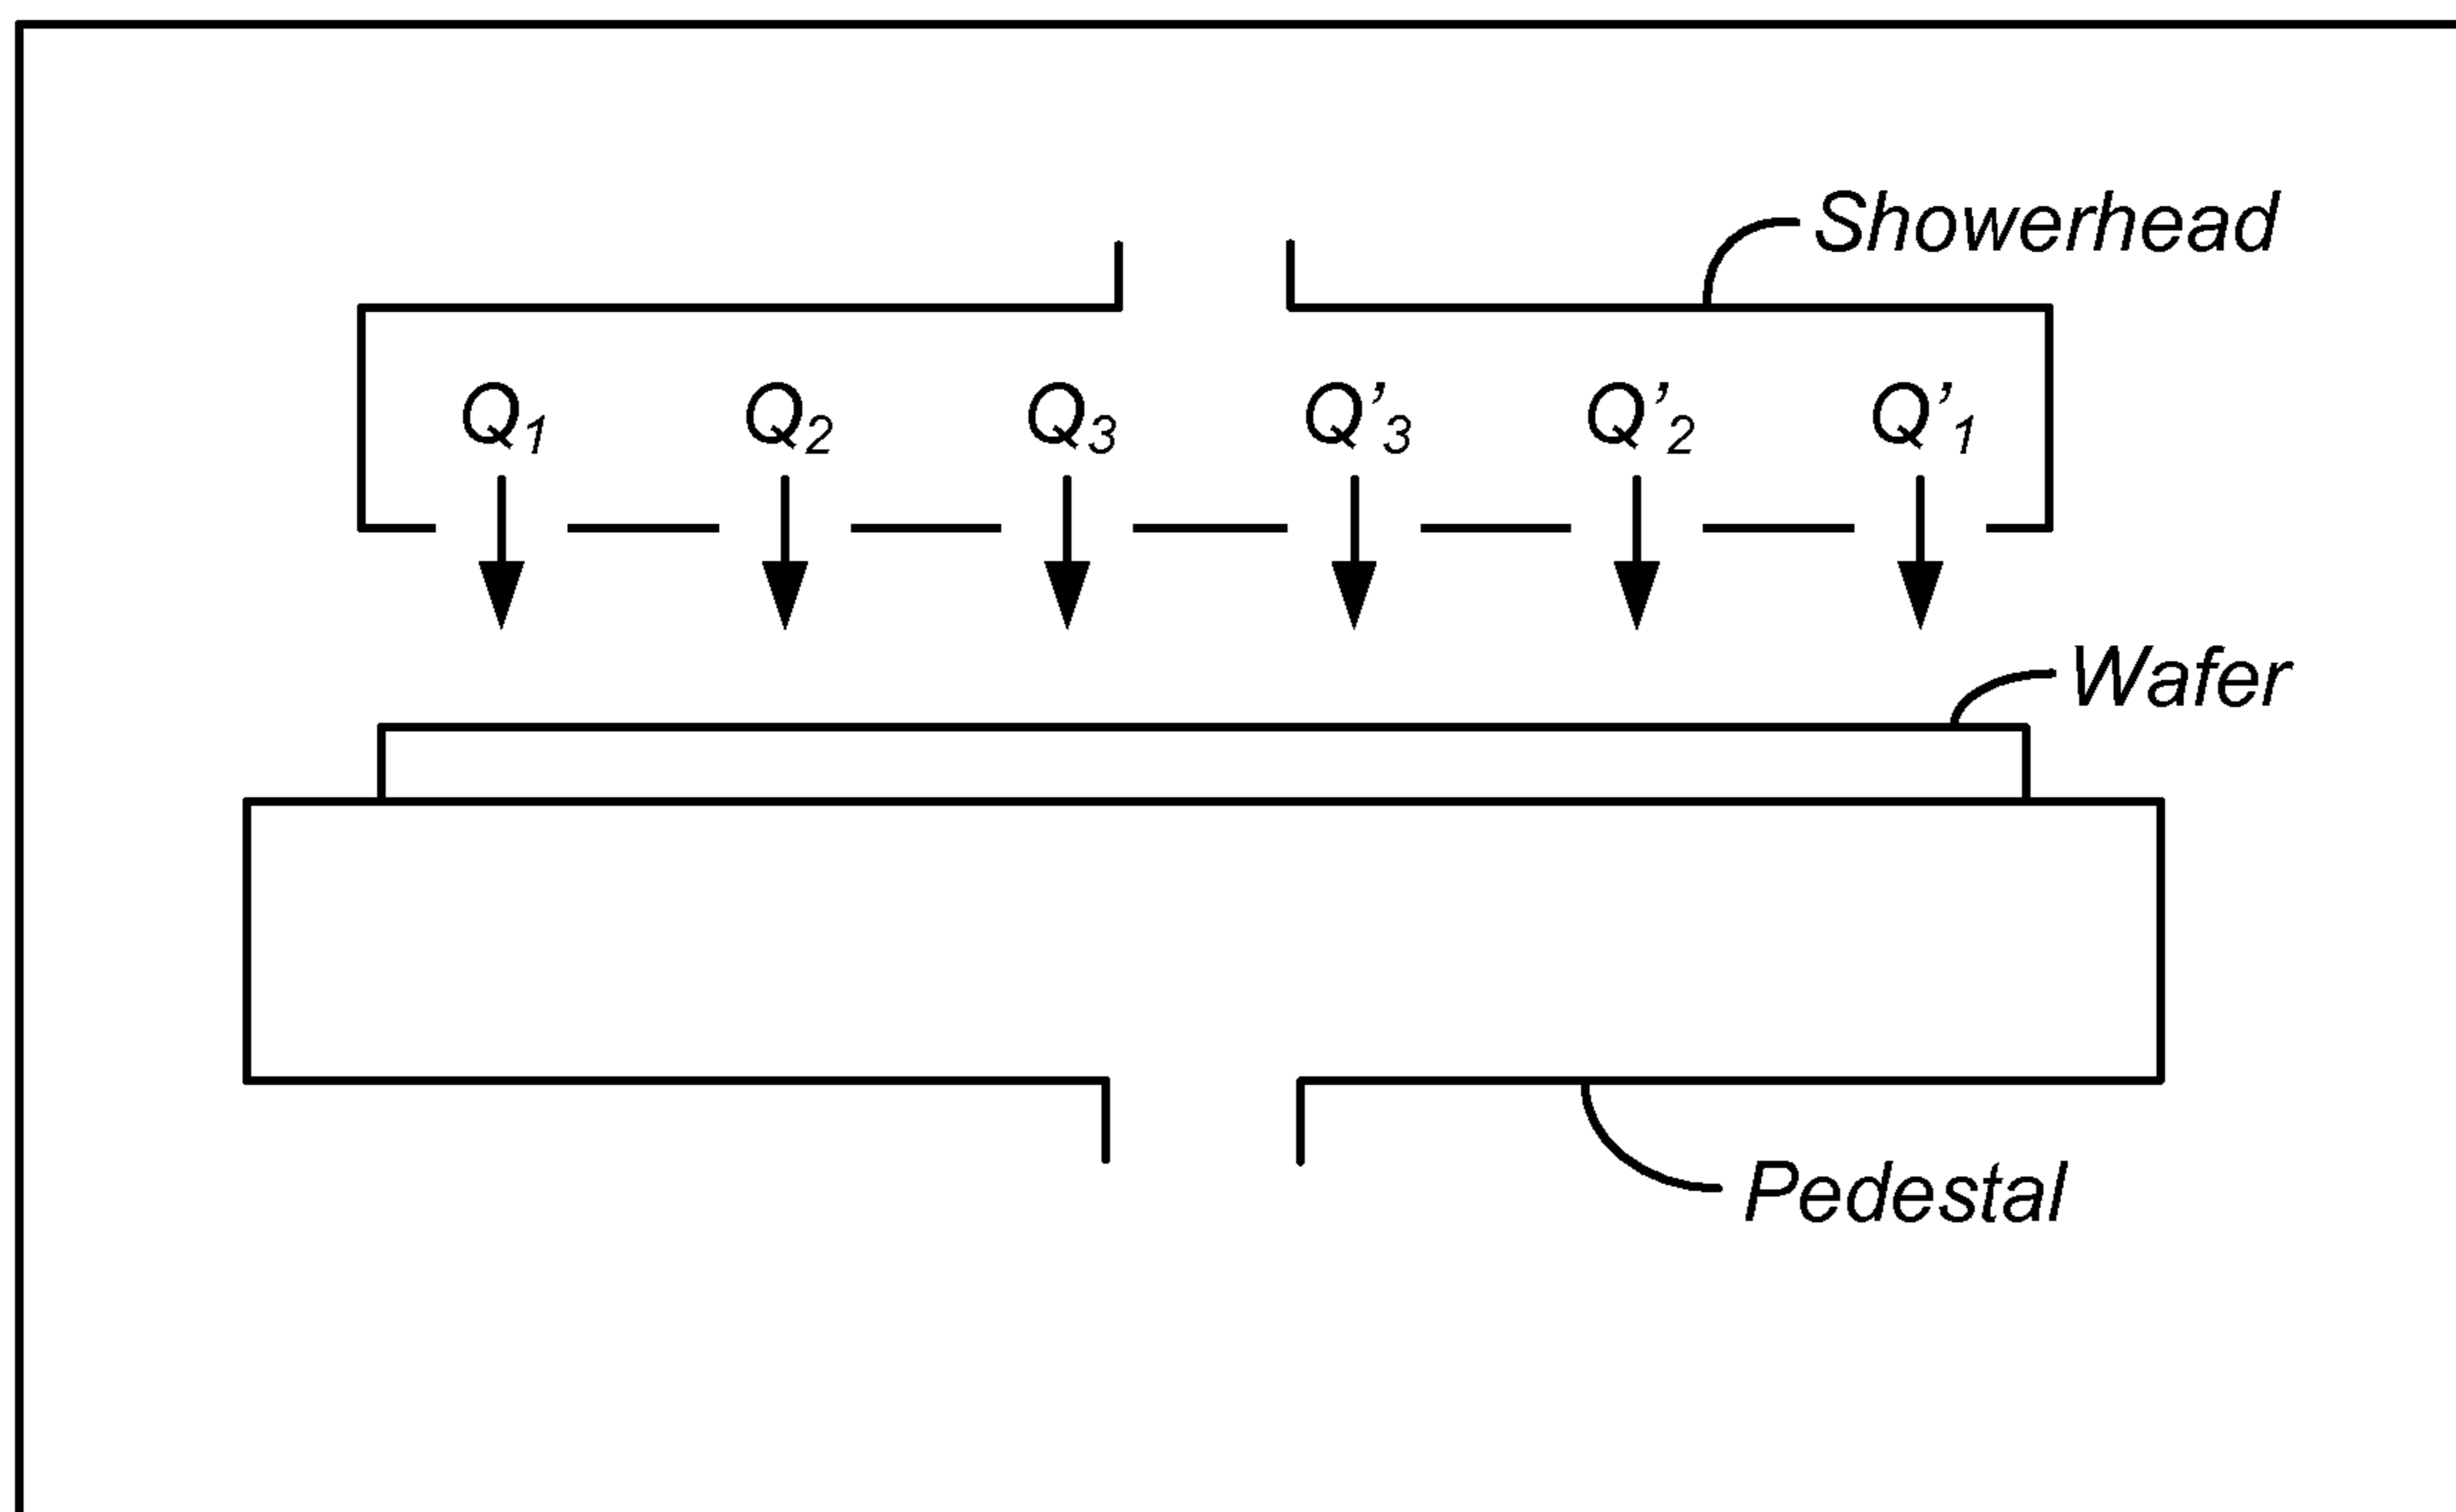 Showerhead
Q1 Q2 Q3 Q’3 Q’2 Q’1
Wafer
Pedestal